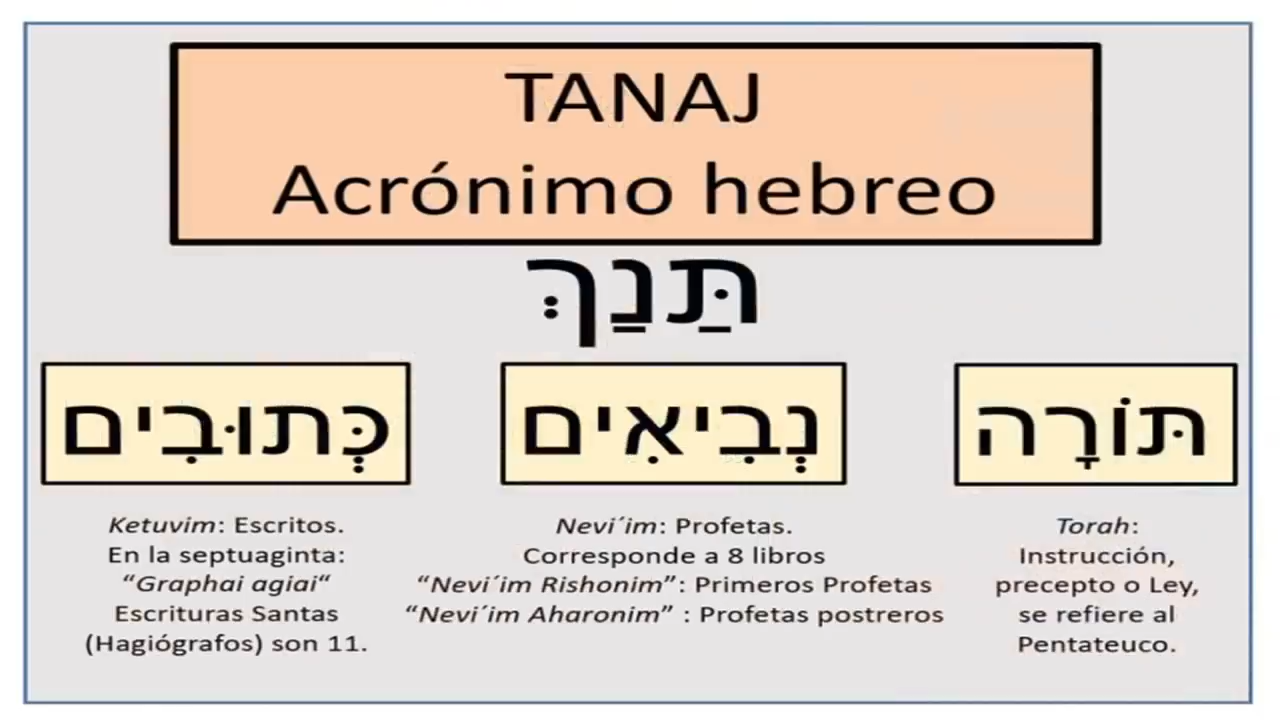 TANAJ
Acrónimo hebreo
תַּנַךְ
כְּתוּבִים
נְבִיאִים
תּוֹרָה
Ketuvim: Escritos.
En la septuaginta:
“Graphai agiai“
Escrituras Santas
(Hagiógrafos) son 11.
Nevi´im: Profetas.
Corresponde a 8 libros
“Nevi´im Rishonim”: Primeros Profetas
“Nevi´im Aharonim” : Profetas postreros
Torah:
Instrucción,
precepto o Ley,
se refiere al
Pentateuco.